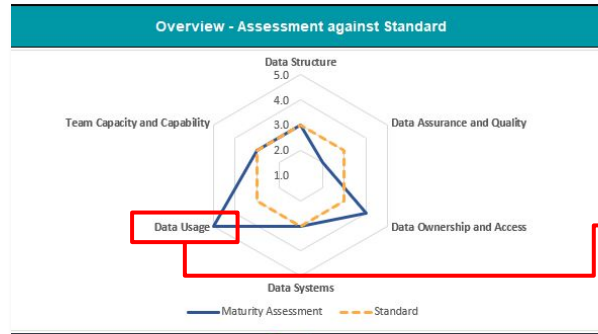 Overview - Assessment against Standard
Data Structure
5.0
4.0
3.0
2.0
1.0
Team Capacity and Capability
Data Assurance and Quality
Data Usage
Data Ownership and Access
Data Systems
Maturity Assessment
Standard